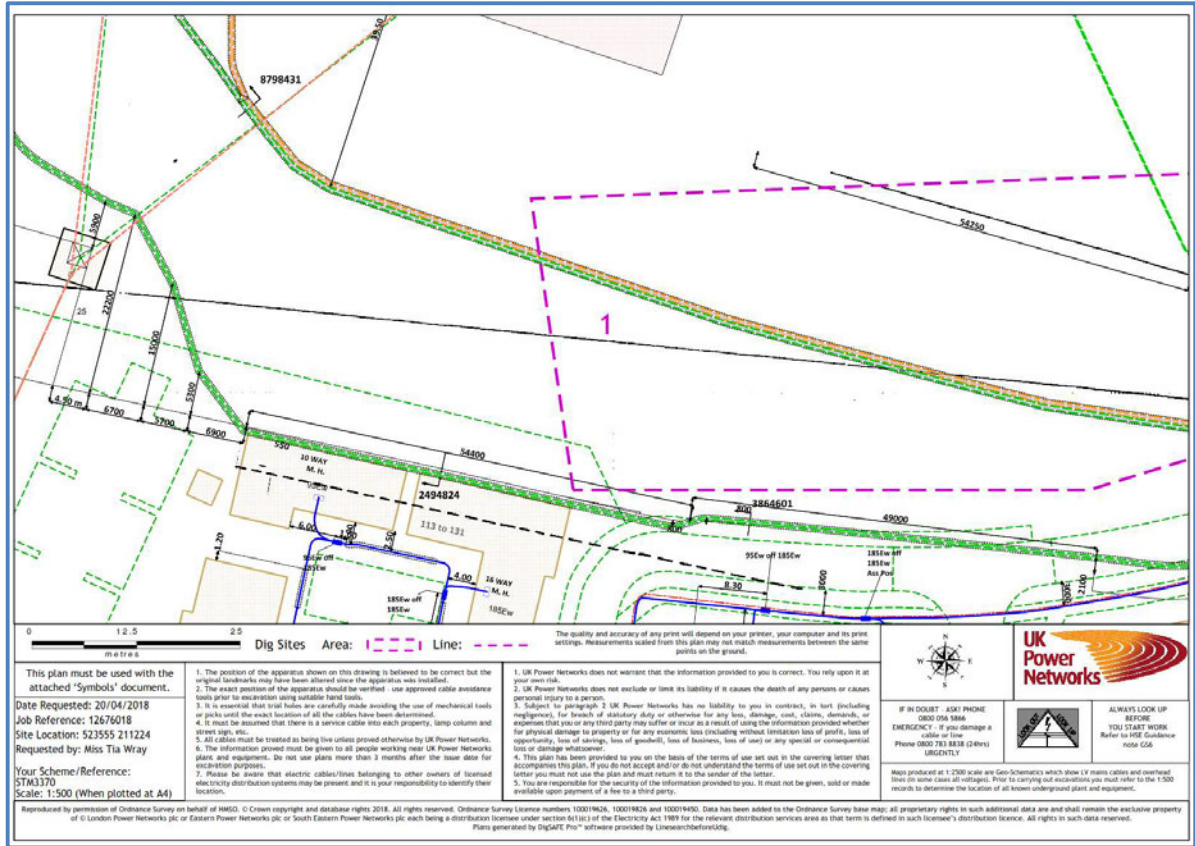 39.50
8798431
5900
54250
1
25
22200
15000
5300
4.50 m
6700
5700
6900
550
10 WAY
M. H.
54400
2494824
113 to 131
3864601
800
49000
6.00
2.50
1.20
185Ew off
185Ew
4.00
16 WAY
M. H.
185Ew
95Ew off 185Ew
8.30
8000
185Ew off
185Ew
Ass Pos
2100
0 12.5 25
metres
Dig Sites Area: Line:
The quality and accuracy of any print will depend on your printer, your computer and its print
settings. Measurements scaled from this plan may not match measurements between the same
points on the ground.
This plan must be used with the
attached 'Symbols' document.
Date Requested: 20/04/2018
Job Reference: 12676018
Site Location: 523555 211224
Requested by: Miss Tia Wray
Your Scheme/Reference:
STM3370
Scale: 1:500 (When plotted at A4)
1. The position of the apparatus shown on this drawing is believed to be correct but the
original landmarks may have been altered since the apparatus was installed.
2. The exact position of the apparatus should be verified - use approved cable avoidance
tools prior to excavation using suitable hand tools.
3. It is essential that trial holes are carefully made avoiding the use of mechanical tools
or picks until the exact location of all the cables have been determined.
4. It must be assumed that there is a service cable into each property, lamp column and
street sign, etc.
5. All cables must be treated as being live unless proved otherwise by UK Power Networks.
6. The information proved must be given to all people working near UK Power Networks
plant and equipment. Do not use plans more than 3 months after the issue date for
excavation purposes.
7. Please be aware that electric cables/lines belonging to other owners of licensed
electricity distribution systems may be present and it is your responsibility to identify their
location.
1. UK Power Networks does not warrant that the information provided to you is correct. You rely upon it at
your own risk.
2. UK Power Networks does not exclude or limit its liability if it causes the death of any persons or causes
personal injury to a person.
3. Subject to paragraph 2 UK Power Networks has no liability to you in contract, in tort (including
negligence), for breach of statutory duty or otherwise for any loss, damage, cost, claims, demands, or
expenses that you or any third party may suffer or incur as a result of using the information provided whether
for physical damage to property or for any economic loss (including without limitation loss of profit, loss of
opportunity, loss of savings, loss of goodwill, loss of business, loss of use) or any special or consequential
loss or damage whatsoever.
4. This plan has been provided to you on the basis of the terms of use set out in the covering letter that
accompanies this plan. If you do not accept and/or do not understand the terms of use set out in the covering
letter you must not use the plan and must return it to the sender of the letter.
5. You are responsible for the security of the information provided to you. It must not be given, sold or made
available upon payment of a fee to a third party.
N
W E
S
UK
Power
Networks
IF IN DOUBT - ASK! PHONE
0800 056 5866
EMERGENCY - If you damage a
cable or line
Phone 0800 783 8838 (24hrs)
URGENTLY
LOOK OUT
LOOK UP
ALWAYS LOOK UP
BEFORE
YOU START WORK
Refer to HSE Guidance
note GS6
Maps produced at 1:2500 scale are Geo-Schematics which show LV mains cables and overhead
lines (in some cases all voltages). Prior to carrying out excavations you must refer to the 1:500
records to determine the location of all known underground plant and equipment.
Reproduced by permission of Ordnance Survey on behalf of HMSO. © Crown copyright and database rights 2018. All rights reserved. Ordnance Survey Licence numbers 100019626, 100019826 and 100019450. Data has been added to the Ordnance Survey base map; all proprietary rights in such additional data are and shall remain the exclusive property
of © London Power Networks plc or Eastern Power Networks plc or South Eastern Power Networks plc each being a distribution licensee under section 6(1)(c) of the Electricity Act 1989 for the relevant distribution services area as that term is defined in such licensee's distribution licence. All rights in such data reserved.
Plans generated by DigSAFE Pro™ software provided by LinesearchbeforeUdig.